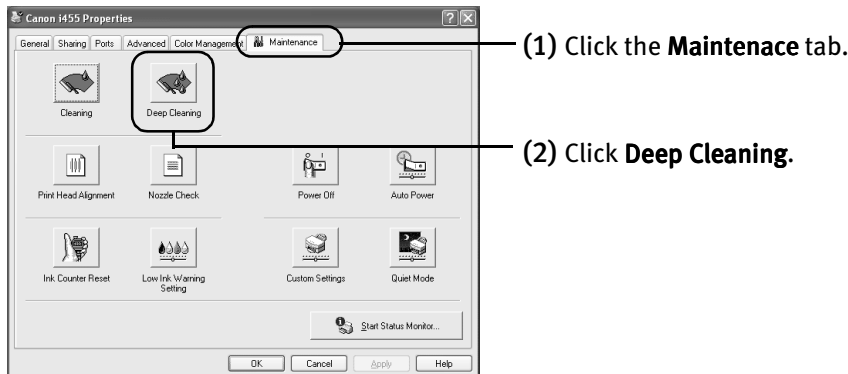 Canon i455 Properties
General Sharing Ports Advanced Color Management Maintenance
(1) Click the Maintenace tab.
Cleaning Deep Cleaning
(2) Click Deep Cleaning.
Print Head Alignment Nozzle Check Power Off Auto Power
Ink Counter Reset Low Ink Warning Setting Custom Settings Quiet Mode
Start Status Monitor...
OK Cancel Apply Help